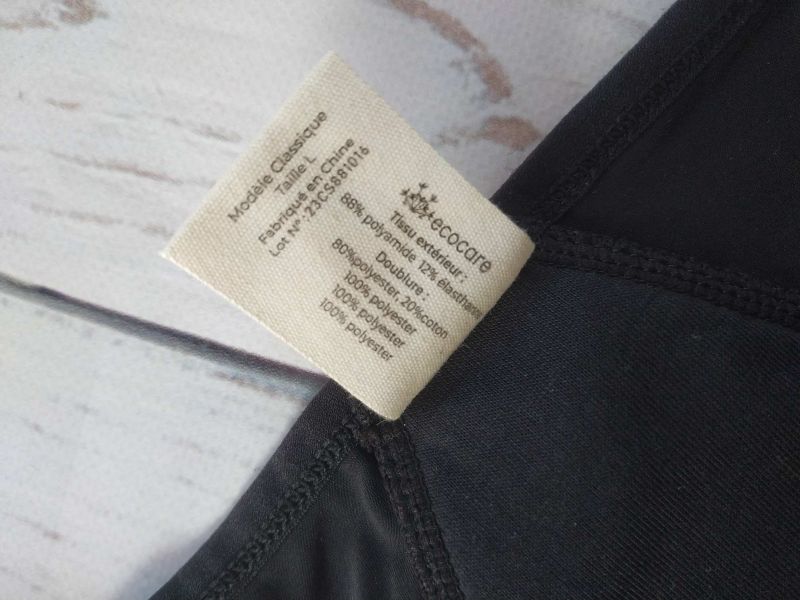 ecocare
Tissu extérieur :
88% polyamide 12% élasthanne
Doublure :
80%polyester, 20%coton
100% polyester
100% polyester
100% polyester
Modèle Classique
Taille L
Fabriqué en Chine
Lot N° :23CS881016